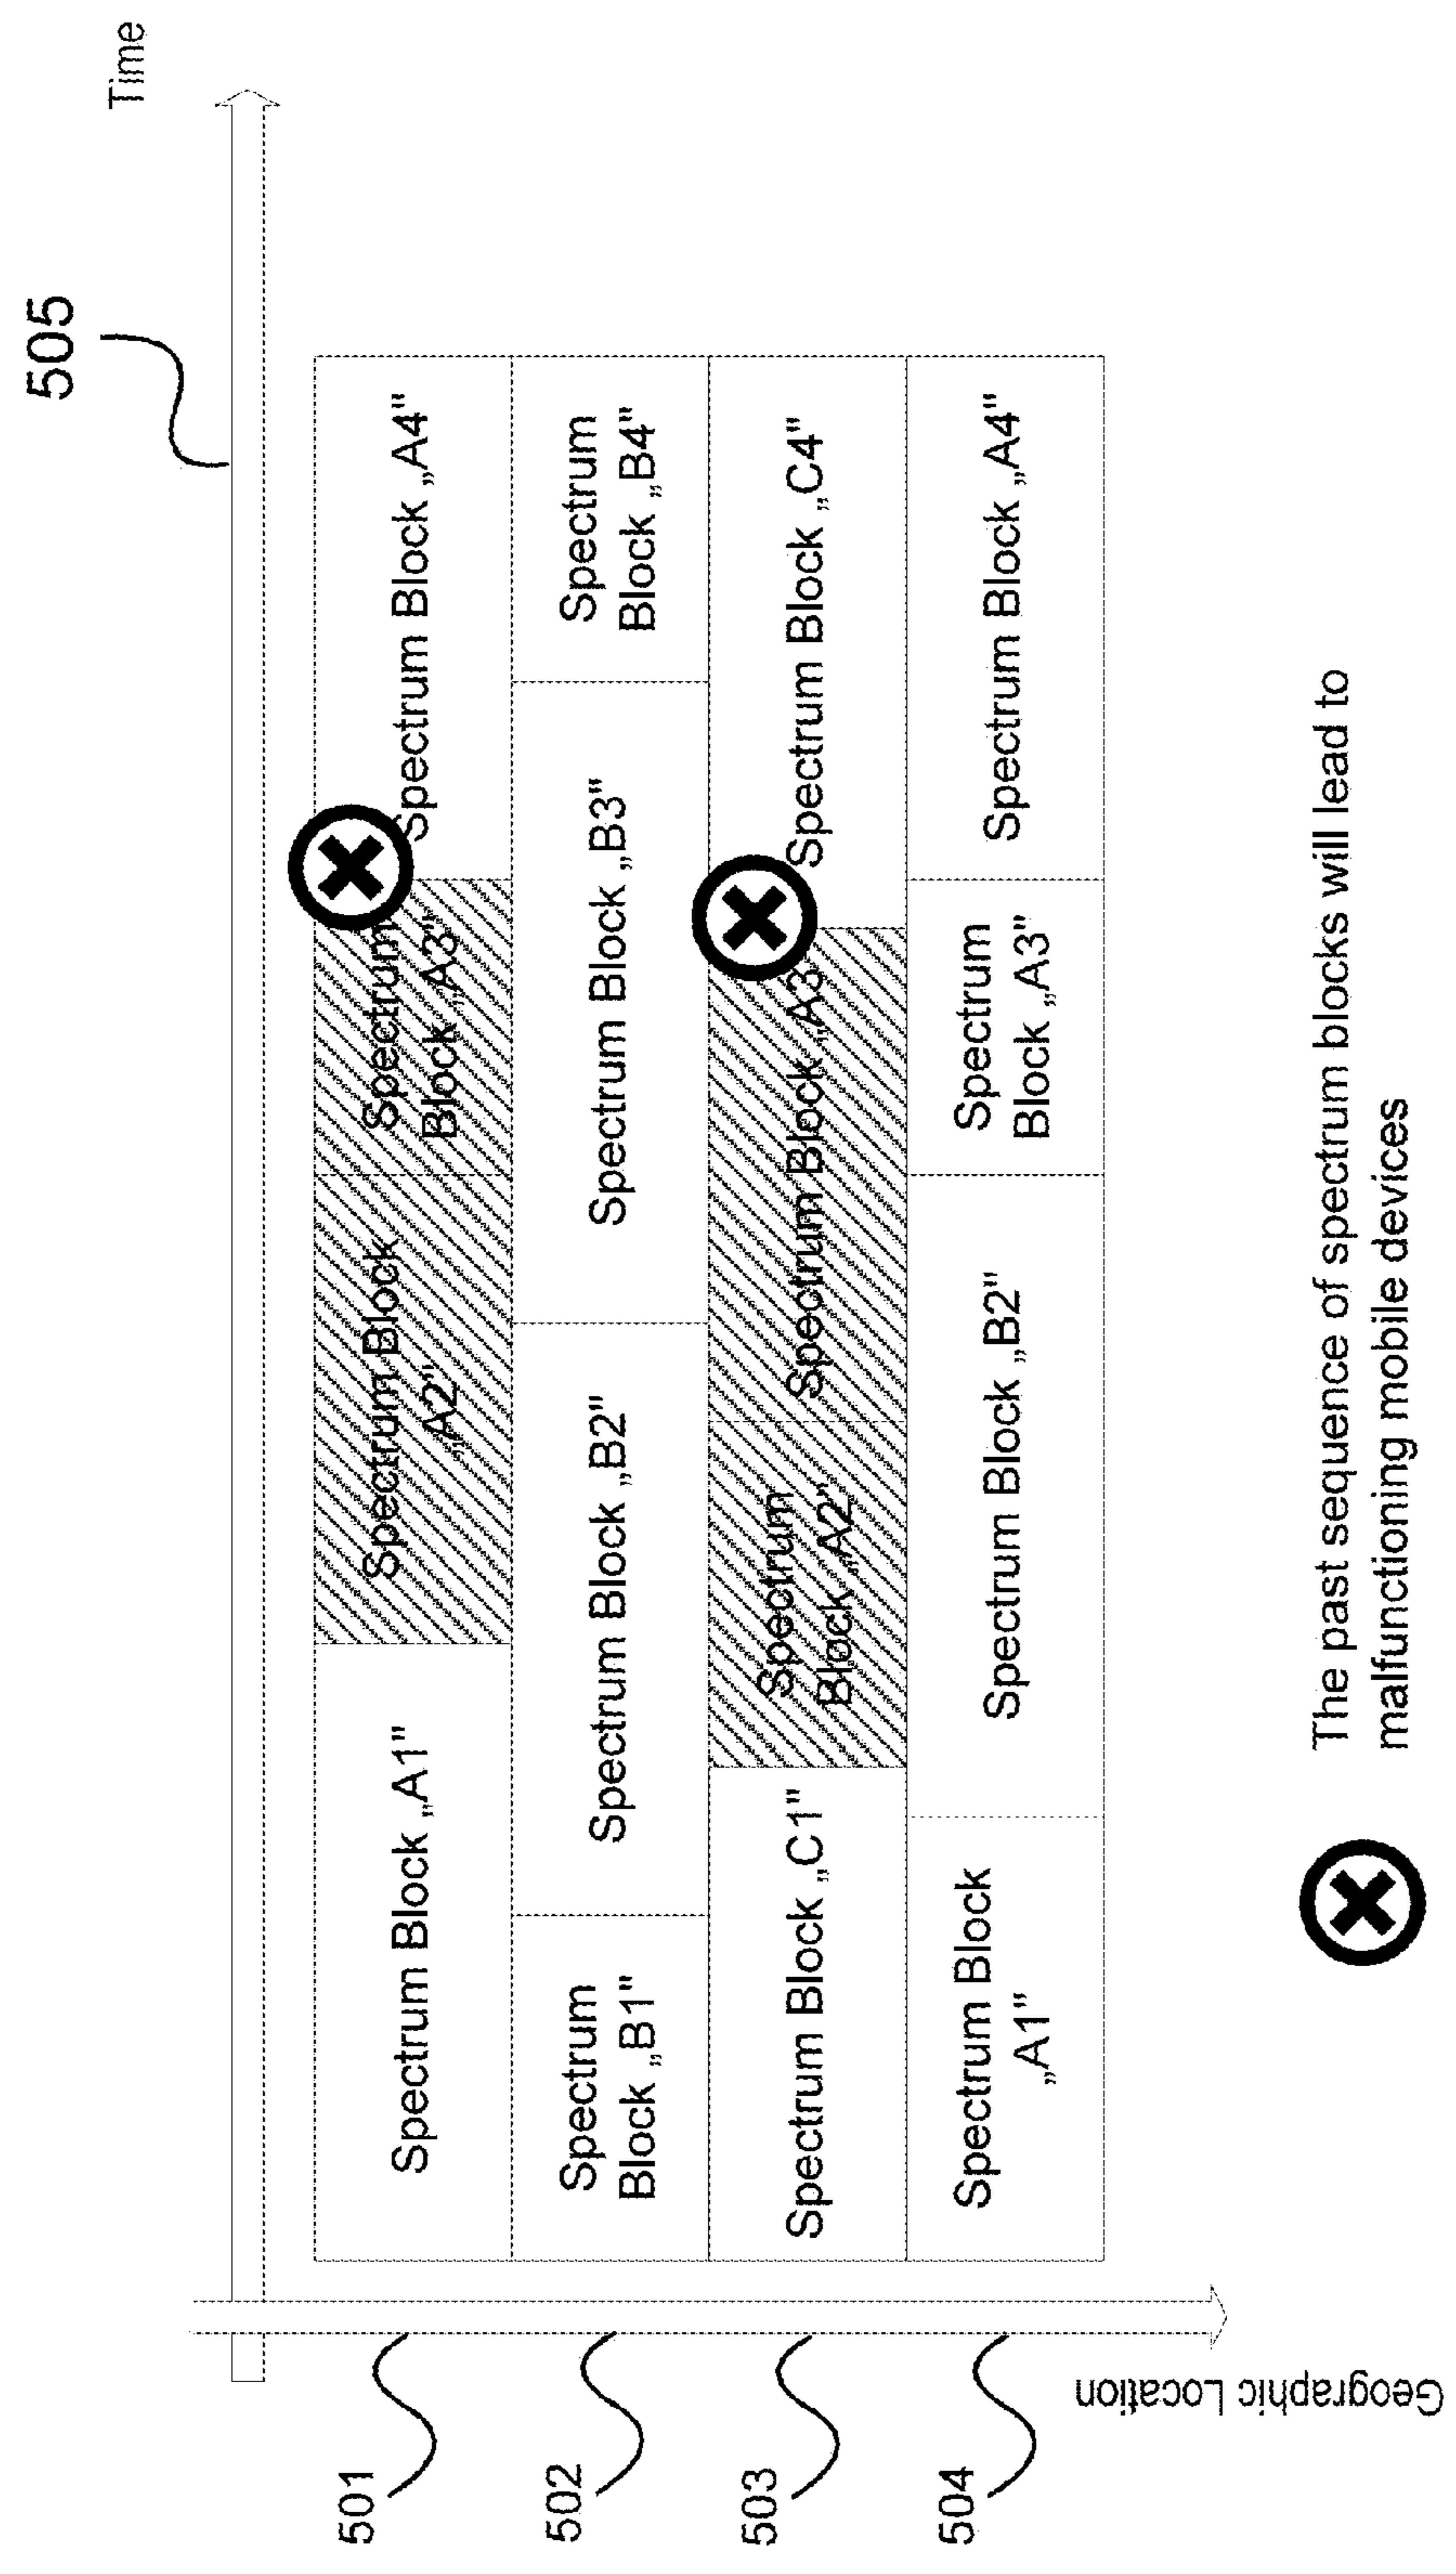 505
Time
501
Spectrum Block „A1"
Spectrum Block
„A2"
Spectrum
Block „A3"
Spectrum Block „A4"
502
Spectrum
Block „B1"
Spectrum Block „B2"
Spectrum Block „B3"
Spectrum
Block „B4"
503
Spectrum Block „C1"
Spectrum
Block „A2"
Spectrum Block „A3
Spectrum Block „C4"
504
Spectrum Block
„A1"
Spectrum Block „B2"
Spectrum
Block „A3"
Spectrum Block „A4"
Geographic Location
The past sequence of spectrum blocks will lead to
malfunctioning mobile devices